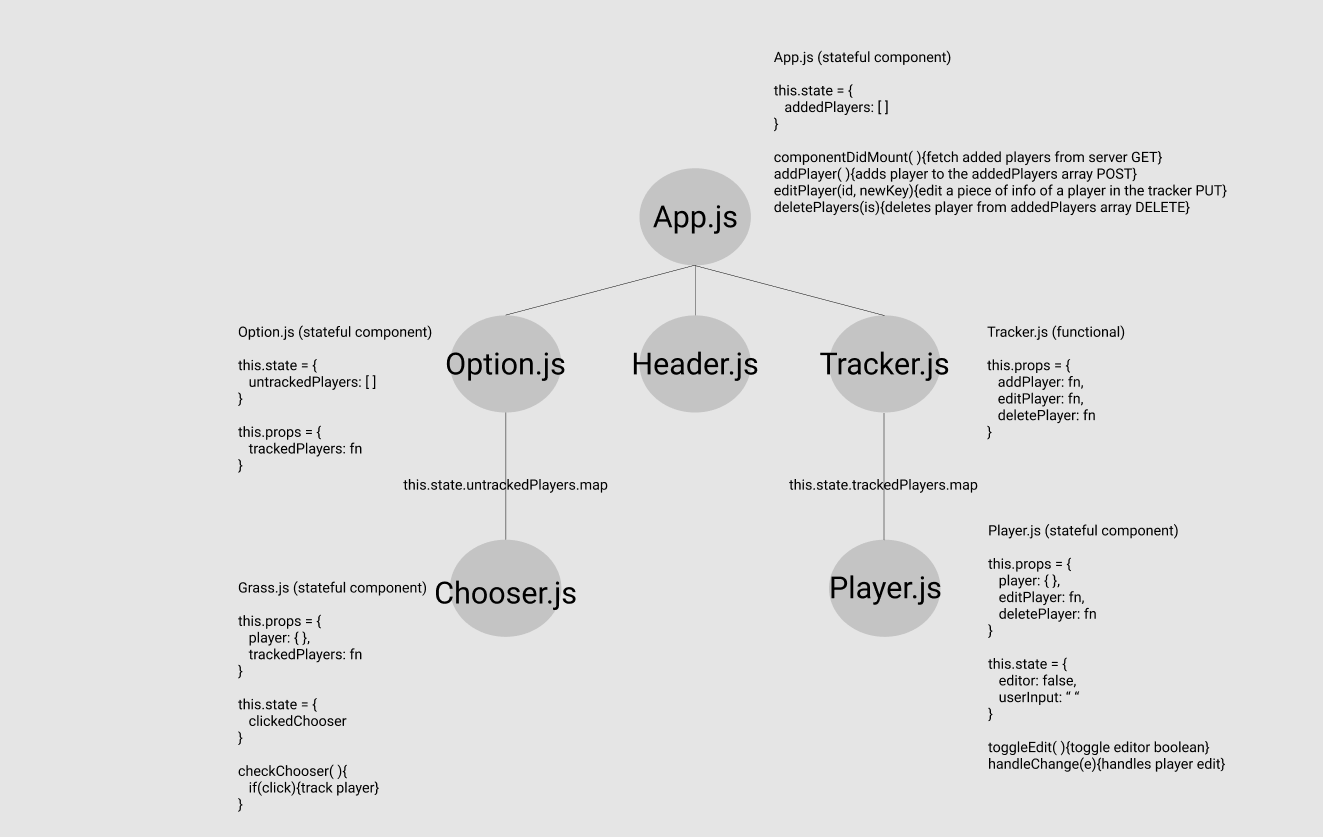 App.js (stateful component)
this.state = {
addedPlayers: [ ]
}
componentDidMount( ){fetch added players from server GET}
addPlayer( ){adds player to the addedPlayers array POST}
editPlayer(id, newKey){edit a piece of info of a player in the tracker PUT}
deletePlayers(is){deletes player from addedPlayers array DELETE}
App.js
Option.js (stateful component)
this.state = {
untrackedPlayers: [ ]
}
this.props = {
trackedPlayers: fn
}
Option.js
Header.js
Tracker.js
Tracker.js (functional)
this.props = {
addPlayer: fn,
editPlayer: fn,
deletePlayer: fn
}
this.state.untrackedPlayers.map
this.state.trackedPlayers.map
Grass.js (stateful component)
this.props = {
player: { },
trackedPlayers: fn
}
this.state = {
clickedChooser
}
checkChooser( ){
if(click){track player}
}
Chooser.js
Player.js
Player.js (stateful component)
this.props = {
player: { },
editPlayer: fn,
deletePlayer: fn
}
this.state = {
editor: false,
userInput: “ “
}
toggleEdit( ){toggle editor boolean}
handleChange(e){handles player edit}